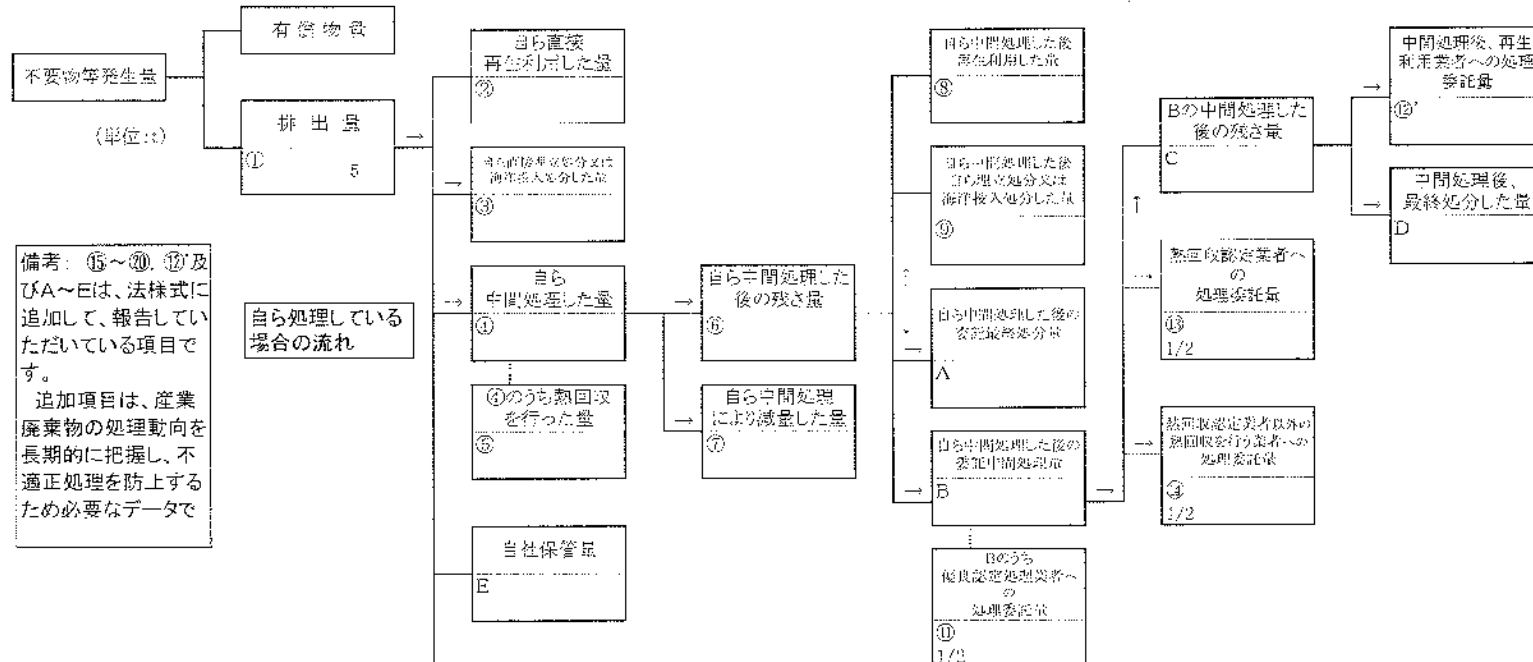 有償物量
不要物等発生量
(単位:t)
排出量
①
5
備考: ⑮~⑳, ⑫'及
びA~Eは、法様式に
追加して、報告してい
ただいている項目で
す。
追加項目は、産業
廃棄物の処理動向を
長期的に把握し、不
適正処理を防止する
ため必要なデータで
自ら処理している
場合の流れ
自ら直接
再生利用した量
②
自ら直接埋立処分又は
海洋投入処分した量
③
自ら
中間処理した量
④
④のうち熱回収
を行った量
⑤
自社保管量
E
自ら中間処理した
後の残さ量
⑥
自ら中間処理
により減量した量
⑦
自ら中間処理した後
再生利用した量
⑧
自ら中間処理した後
自ら埋立処分又は
海洋投入処分した量
⑨
自ら中間処理した後の
委託最終処分量
A
自ら中間処理した後の
委託中間処理量
B
Bのうち
優良認定処理業者へ
の
処理委託量
⑪
1/2
Bの中間処理した
後の残さ量
C
熱回収認定業者へ
の
処理委託量
⑬
1/2
熱回収認定業者以外の
熱回収を行う業者への
処理委託量
⑭
1/2
中間処理後、再生
利用業者への処理
委託量
⑫'
中間処理後、
最終処分した量
D